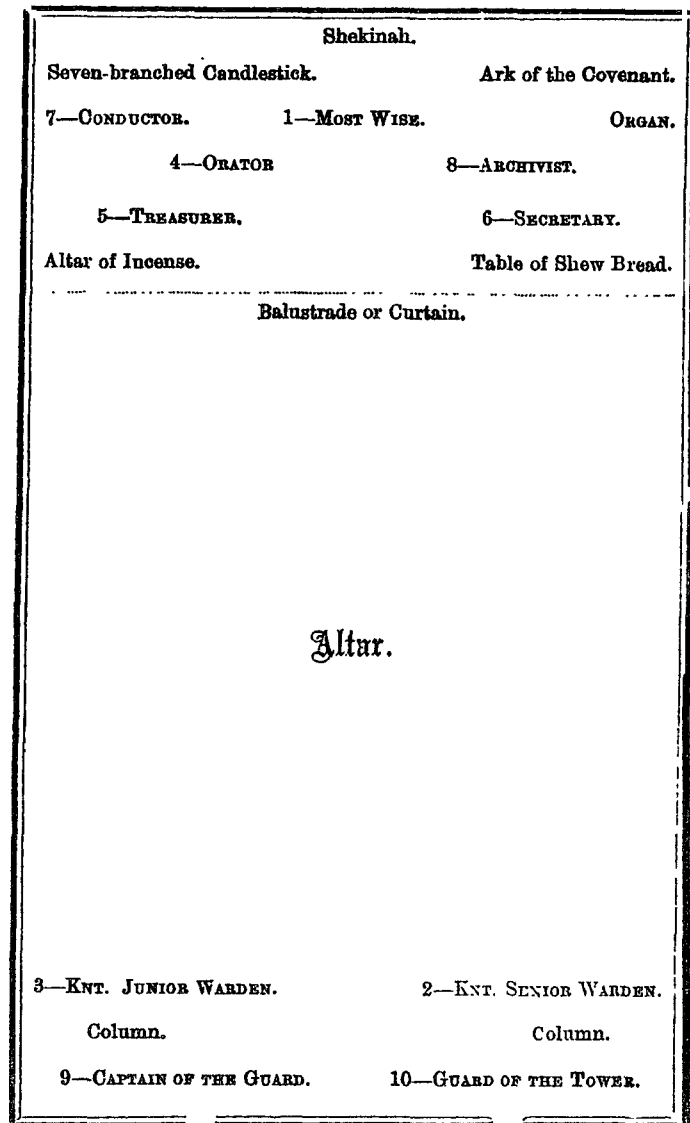 Shekinah.
Seven-branched Candlestick. Ark of the Covenant.
7—CONDUCTOR. 1—MOST WISE. ORGAN.
4—ORATOR 8—ARCHIVIST.
5—TREASURER. 6—SECRETARY.
Altar of Incense. Table of Shew Bread.
Balustrade or Curtain.
Altar.
3—KNT. JUNIOR WARDEN. 2—KNT. SENIOR WARDEN.
Column. Column.
9—CAPTAIN OF THE GUARD. 10—GUARD OF THE TOWER.